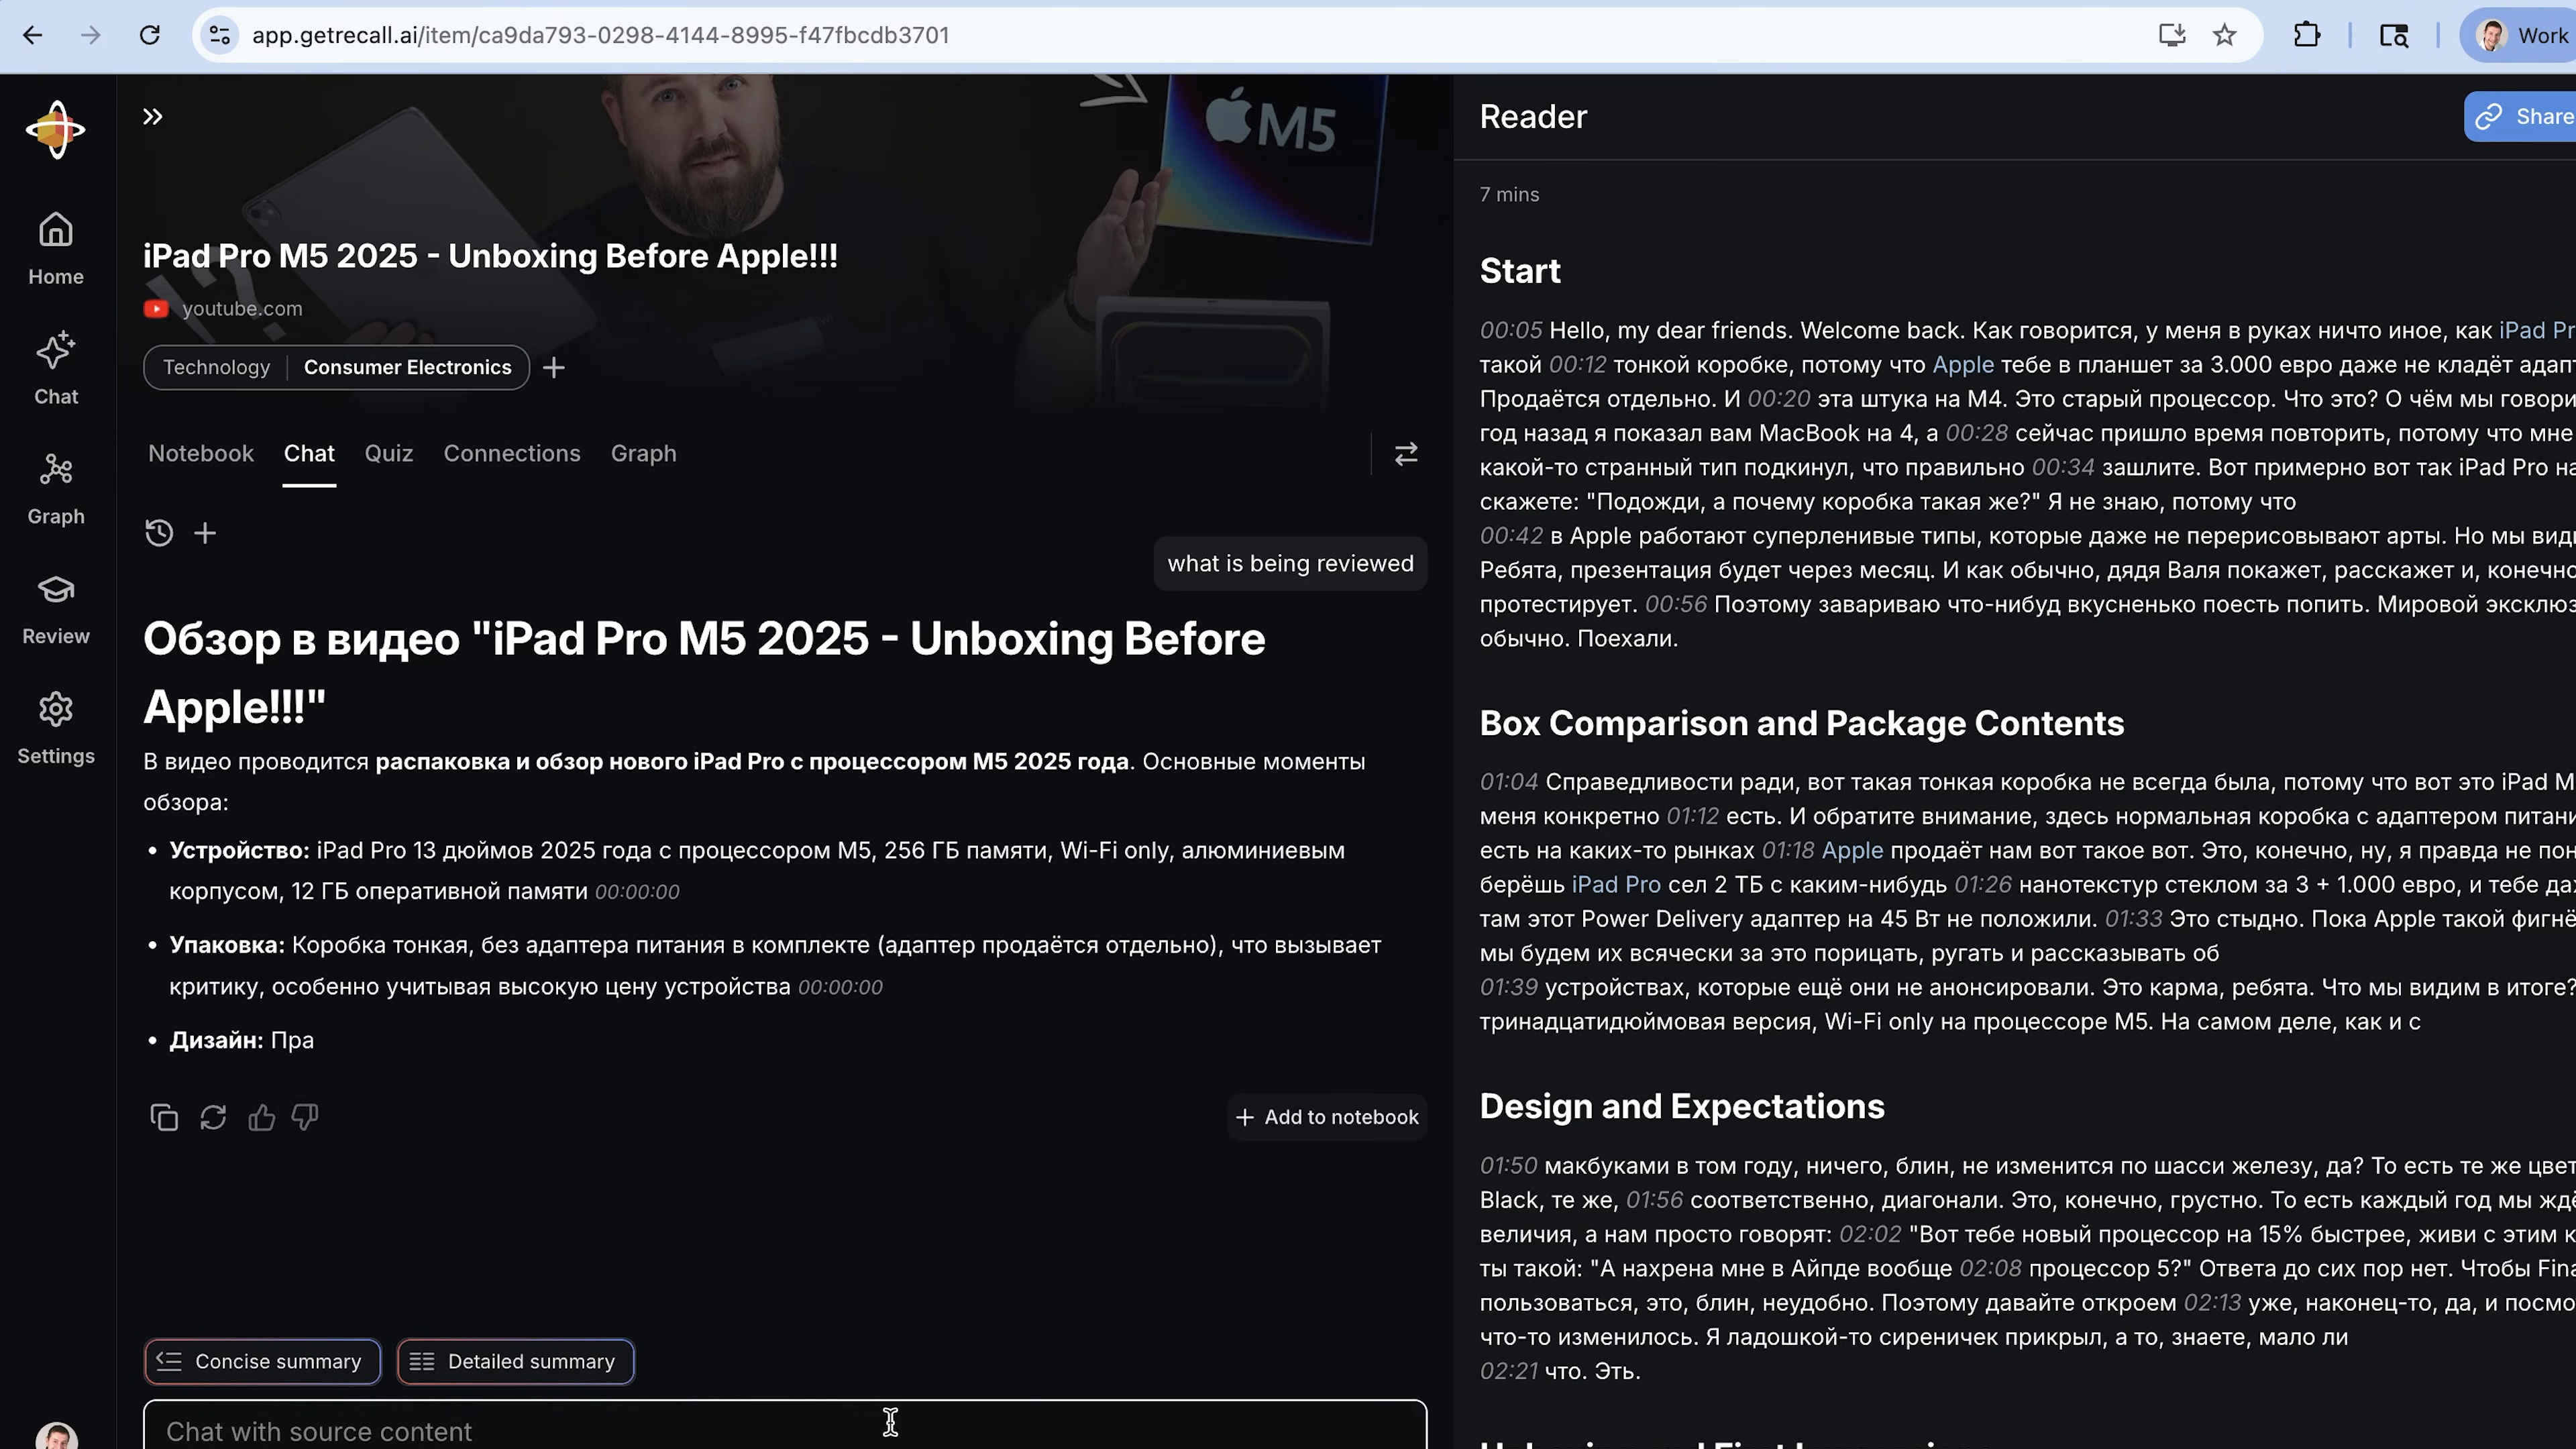 app.getrecall.ai/item/ca9da793-0298-4144-8995-f47fbcdb3701
Work
Home
Chat
Graph
Review
Settings
M5
iPad Pro M5 2025 - Unboxing Before Apple!!!
youtube.com
Technology
Consumer Electronics
Notebook
Chat
Quiz
Connections
Graph
what is being reviewed
Обзор в видео "iPad Pro M5 2025 - Unboxing Before
Apple!!!"
В видео проводится распаковка и обзор нового iPad Pro с процессором M5 2025 года. Основные моменты
обзора:
• Устройство: iPad Pro 13 дюймов 2025 года с процессором M5, 256 ГБ памяти, Wi-Fi only, алюминиевым
корпусом, 12 ГБ оперативной памяти 00:00:00
• Упаковка: Коробка тонкая, без адаптера питания в комплекте (адаптер продаётся отдельно), что вызывает
критику, особенно учитывая высокую цену устройства 00:00:00
• Дизайн: Пра
Add to notebook
Concise summary
Detailed summary
Chat with source content
Reader
Share
7 mins
Start
00:05 Hello, my dear friends. Welcome back. Как говорится, у меня в руках ничто иное, как iPad
такой 00:12 тонкой коробке, потому что Apple тебе в планшет за 3.000 евро даже не кладёт
Продаётся отдельно. И 00:20 эта штука на М4. Это старый процессор. Что это? О чём мы
год назад я показал вам MacBook на 4, а 00:28 сейчас пришло время повторить, потому что мне
какой-то странный тип подкинул, что правильно 00:34 зашлите. Вот примерно вот так iPad Pro
скажете: "Подожди, а почему коробка такая же?" Я не знаю, потому что
00:42 в Apple работают суперленивые типы, которые даже не перерисовывают арты. Но мы
Ребята, презентация будет через месяц. И как обычно, дядя Валя покажет, расскажет и,
протестирует. 00:56 Поэтому завариваю что-нибуд вкусненько поесть попить. Мировой
обычно. Поехали.
Box Comparison and Package Contents
01:04 Справедливости ради, вот такая тонкая коробка не всегда была, потому что вот это iPad
меня конкретно 01:12 есть. И обратите внимание, здесь нормальная коробка с адаптером
есть на каких-то рынках 01:18 Apple продаёт нам вот такое вот. Это, конечно, ну, я правда не
берёшь iPad Pro сел 2 ТБ с каким-нибудь 01:26 нанотекстур стеклом за 3 + 1.000 евро, и тебе
там этот Power Delivery адаптер на 45 Вт не положили. 01:33 Это стыдно. Пока Apple такой
мы будем их всячески за это порицать, ругать и рассказывать об
01:39 устройствах, которые ещё они не анонсировали. Это карма, ребята. Что мы видим в итоге?
тринадцатидюймовая версия, Wi-Fi only на процессоре М5. На самом деле, как и с
Design and Expectations
01:50 макбуками в том году, ничего, блин, не изменится по шасси железу, да? То есть те же
Black, те же, 01:56 соответственно, диагонали. Это, конечно, грустно. То есть каждый год мы
величия, а нам просто говорят: 02:02 "Вот тебе новый процессор на 15% быстрее, живи с этим
ты такой: "А нахрена мне в Айпде вообще 02:08 процессор 5?" Ответа до сих пор нет. Чтобы
пользоваться, это, блин, неудобно. Поэтому давайте откроем 02:13 уже, наконец-то, да, и
что-то изменилось. Я ладошкой-то сиреничек прикрыл, а то, знаете, мало ли
02:21 что. Эть.